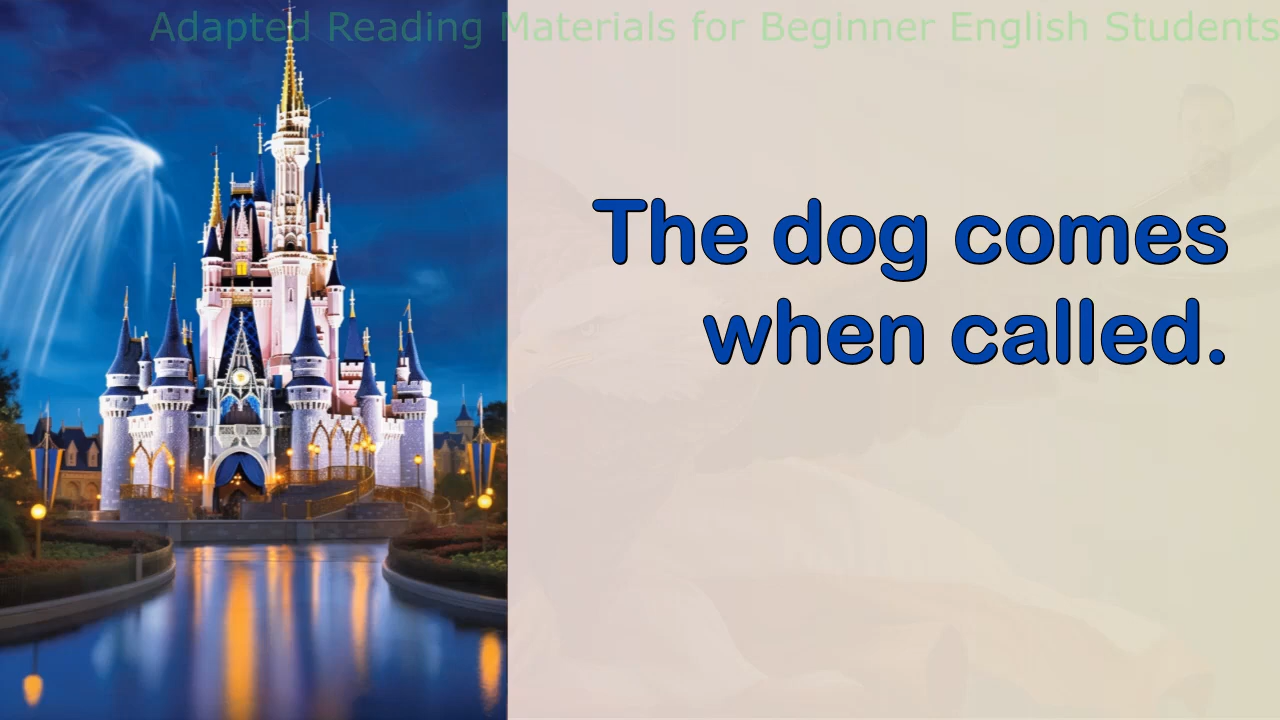 Adapted Reading Materials for Beginner English Students
The dog comes
when called.